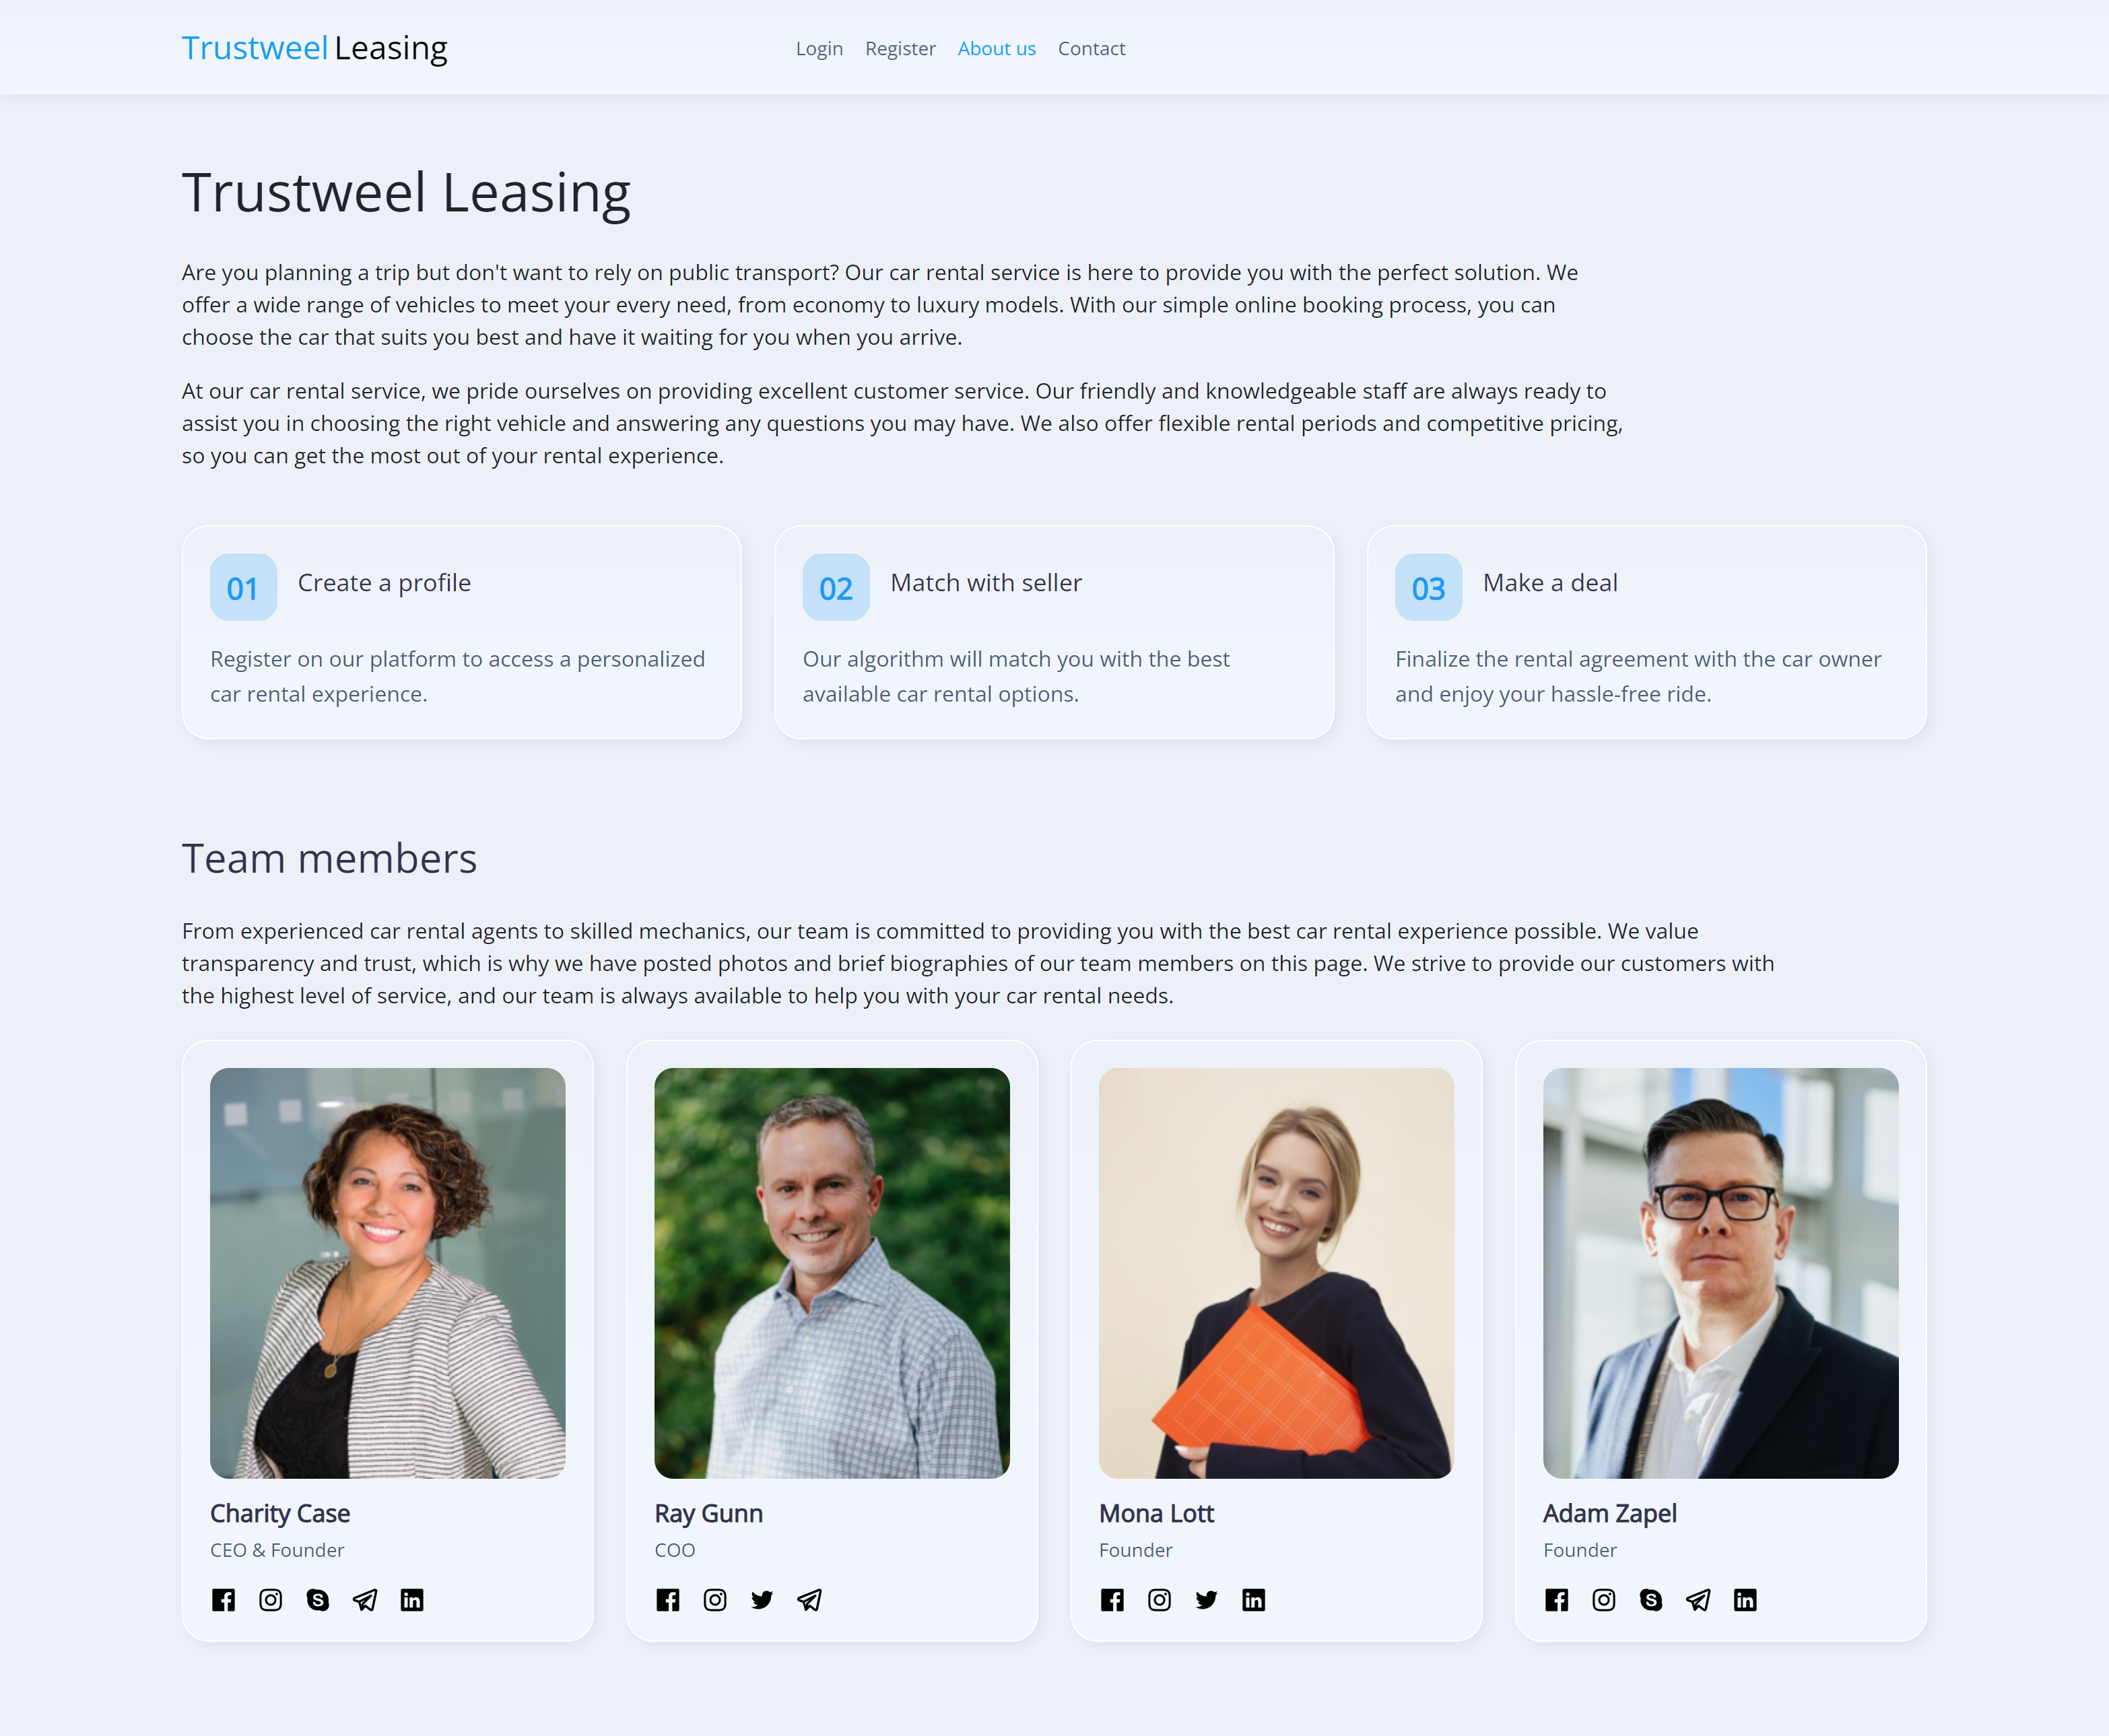 Trustweel Leasing
Login Register About us Contact
Trustweel Leasing
Are you planning a trip but don't want to rely on public transport? Our car rental service is here to provide you with the perfect solution. We
offer a wide range of vehicles to meet your every need, from economy to luxury models. With our simple online booking process, you can
choose the car that suits you best and have it waiting for you when you arrive.
At our car rental service, we pride ourselves on providing excellent customer service. Our friendly and knowledgeable staff are always ready to
assist you in choosing the right vehicle and answering any questions you may have. We also offer flexible rental periods and competitive pricing,
so you can get the most out of your rental experience.
01 Create a profile
Register on our platform to access a personalized
car rental experience.
02 Match with seller
Our algorithm will match you with the best
available car rental options.
03 Make a deal
Finalize the rental agreement with the car owner
and enjoy your hassle-free ride.
Team members
From experienced car rental agents to skilled mechanics, our team is committed to providing you with the best car rental experience possible. We value
transparency and trust, which is why we have posted photos and brief biographies of our team members on this page. We strive to provide our customers with
the highest level of service, and our team is always available to help you with your car rental needs.
Charity Case
CEO & Founder
Ray Gunn
COO
Mona Lott
Founder
Adam Zapel
Founder